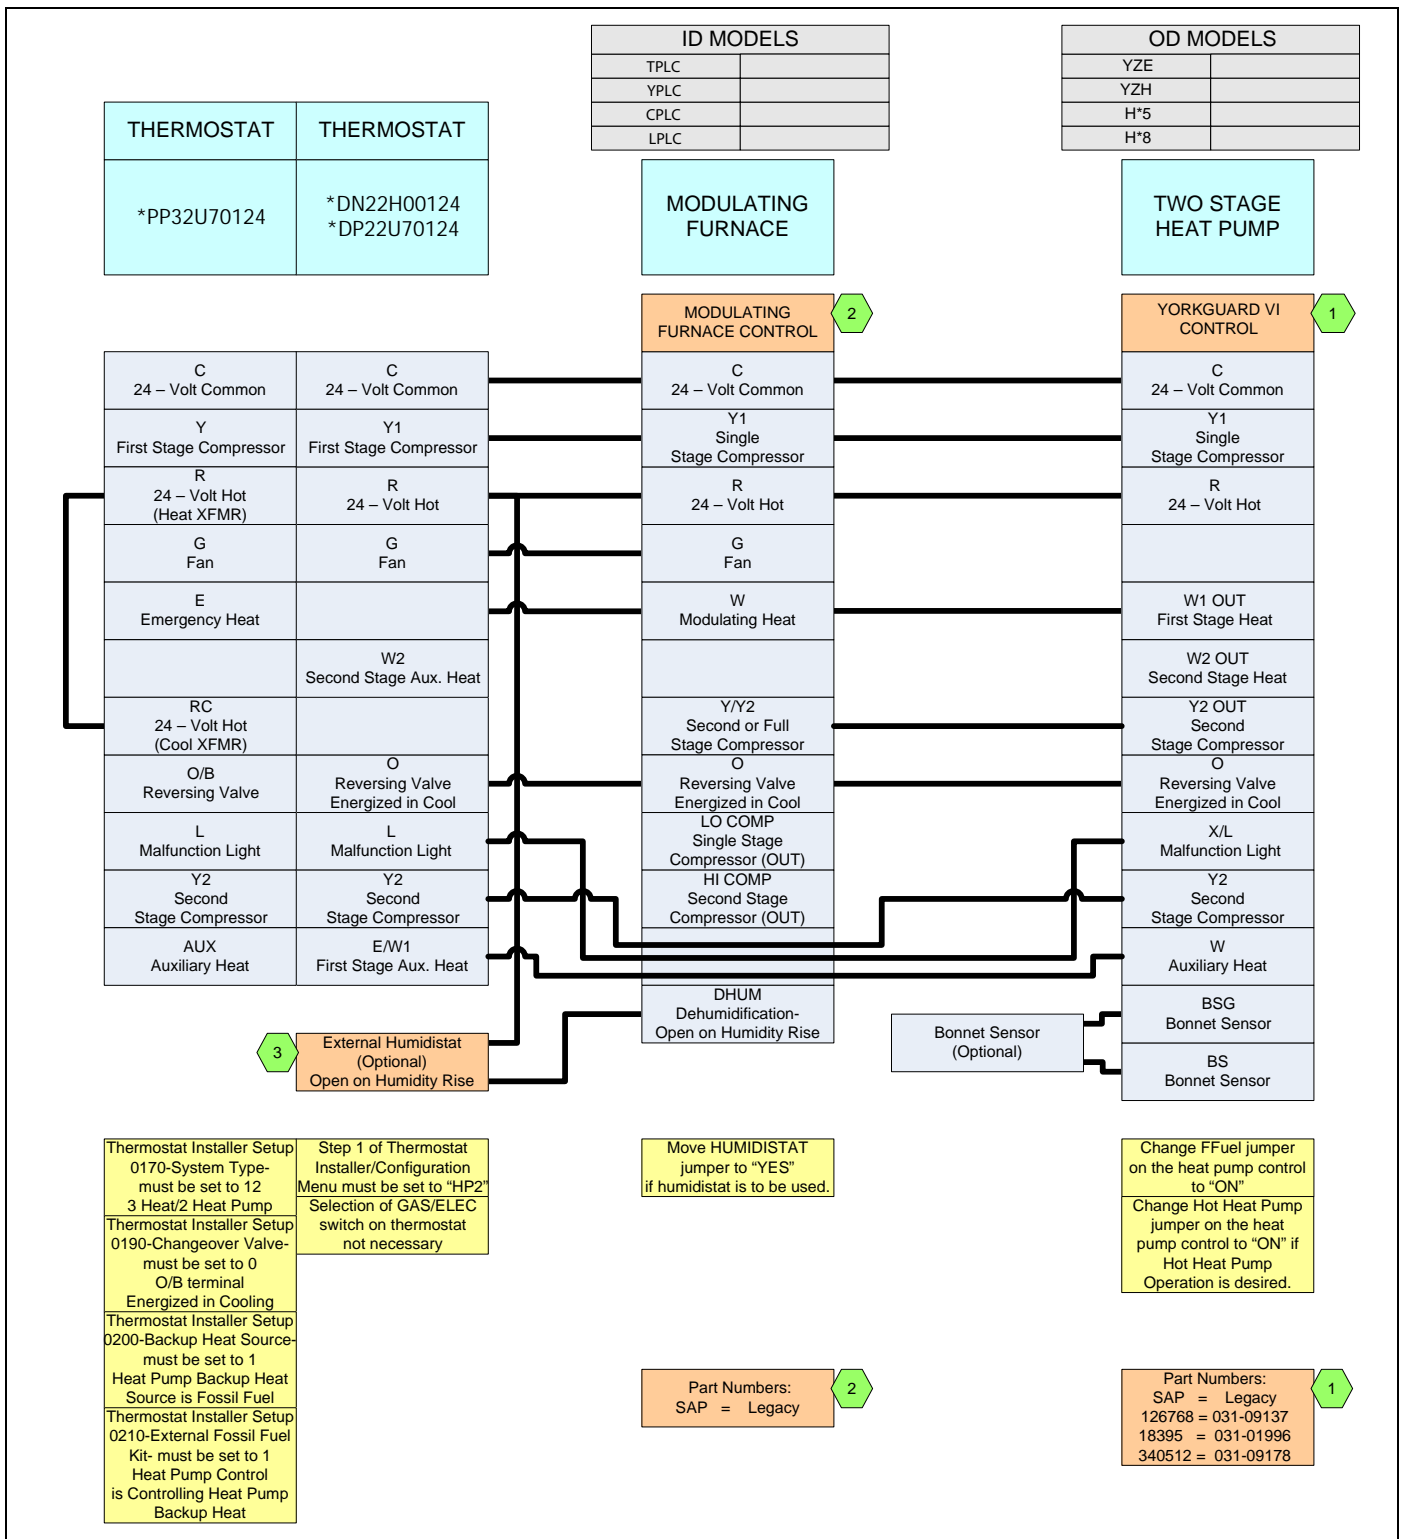 ID MODELS
TPLC
YPLC
CPLC
LPLC
OD MODELS
YZE
YZH
H*5
H*8
THERMOSTAT
THERMOSTAT
*PP32U70124
*DN22H00124
*DP22U70124
MODULATING
FURNACE
TWO STAGE
HEAT PUMP
MODULATING
FURNACE CONTROL
2
YORKGUARD VI
CONTROL
1
C
24 – Volt Common
C
24 – Volt Common
C
24 – Volt Common
C
24 – Volt Common
Y
First Stage Compressor
Y1
First Stage Compressor
Y1
Single
Stage Compressor
Y1
Single
Stage Compressor
R
24 – Volt Hot
(Heat XFMR)
R
24 – Volt Hot
R
24 – Volt Hot
R
24 – Volt Hot
G
Fan
G
Fan
G
Fan
E
Emergency Heat
W
Modulating Heat
W1 OUT
First Stage Heat
W2
Second Stage Aux. Heat
W2 OUT
Second Stage Heat
RC
24 – Volt Hot
(Cool XFMR)
Y/Y2
Second or Full
Stage Compressor
Y2 OUT
Second
Stage Compressor
O/B
Reversing Valve
O
Reversing Valve
Energized in Cool
O
Reversing Valve
Energized in Cool
O
Reversing Valve
Energized in Cool
L
Malfunction Light
L
Malfunction Light
LO COMP
Single Stage
Compressor (OUT)
X/L
Malfunction Light
Y2
Second
Stage Compressor
Y2
Second
Stage Compressor
HI COMP
Second Stage
Compressor (OUT)
Y2
Second
Stage Compressor
AUX
Auxiliary Heat
E/W1
First Stage Aux. Heat
W
Auxiliary Heat
DHUM
Dehumidification-
Open on Humidity Rise
BSG
Bonnet Sensor
BS
Bonnet Sensor
Bonnet Sensor
(Optional)
3
External Humidistat
(Optional)
Open on Humidity Rise
Thermostat Installer Setup
0170-System Type-
must be set to 12
3 Heat/2 Heat Pump
Thermostat Installer Setup
0190-Changeover Valve-
must be set to 0
O/B terminal
Energized in Cooling
Thermostat Installer Setup
0200-Backup Heat Source-
must be set to 1
Heat Pump Backup Heat
Source is Fossil Fuel
Thermostat Installer Setup
0210-External Fossil Fuel
Kit- must be set to 1
Heat Pump Control
is Controlling Heat Pump
Backup Heat
Step 1 of Thermostat
Installer/Configuration
Menu must be set to “HP2”
Selection of GAS/ELEC
switch on thermostat
not necessary
Move HUMIDISTAT
jumper to “YES”
if humidistat is to be used.
Change FFuel jumper
on the heat pump control
to “ON”
Change Hot Heat Pump
jumper on the heat
pump control to “ON” if
Hot Heat Pump
Operation is desired.
Part Numbers:
SAP = Legacy
2
Part Numbers:
SAP = Legacy
126768 = 031-09137
18395 = 031-01996
340512 = 031-09178
1